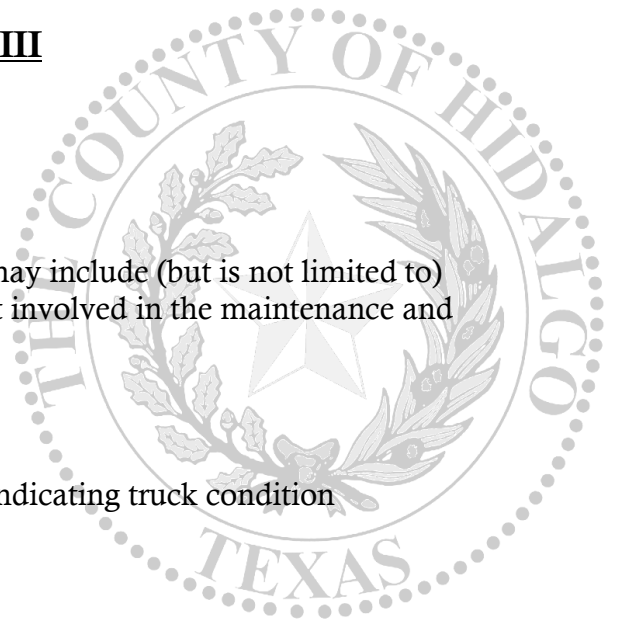 III
THE COUNTY OF HIDALGO
may include (but is not limited to)
involved in the maintenance and
indicating truck condition
TEXAS